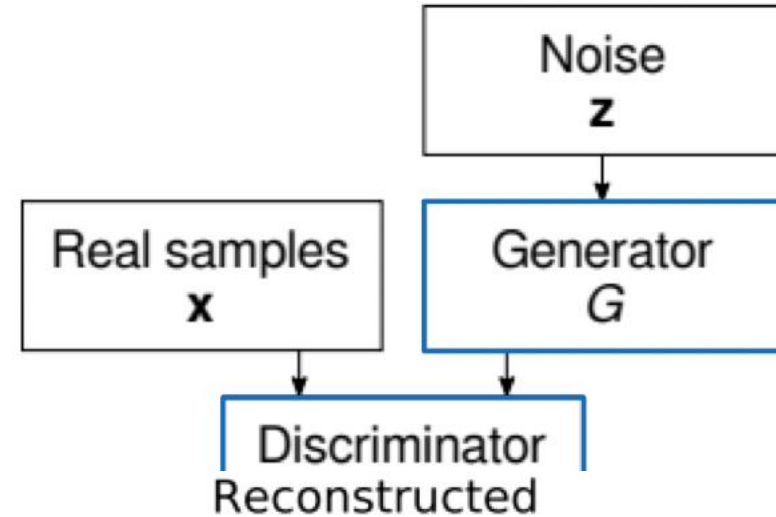 Noise
z
Real samples
x
Generator
G
Discriminator
Reconstructed